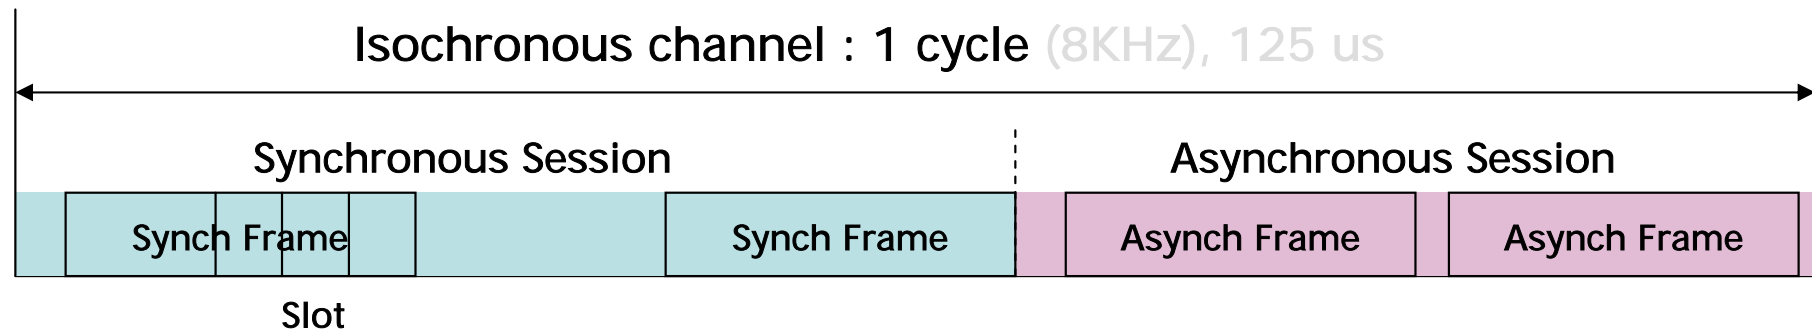 Isochronous channel : 1 cycle (8KHz), 125 us
Synchronous Session
Asynchronous Session
Synch Frame
Synch Frame
Asynch Frame
Asynch Frame
Slot